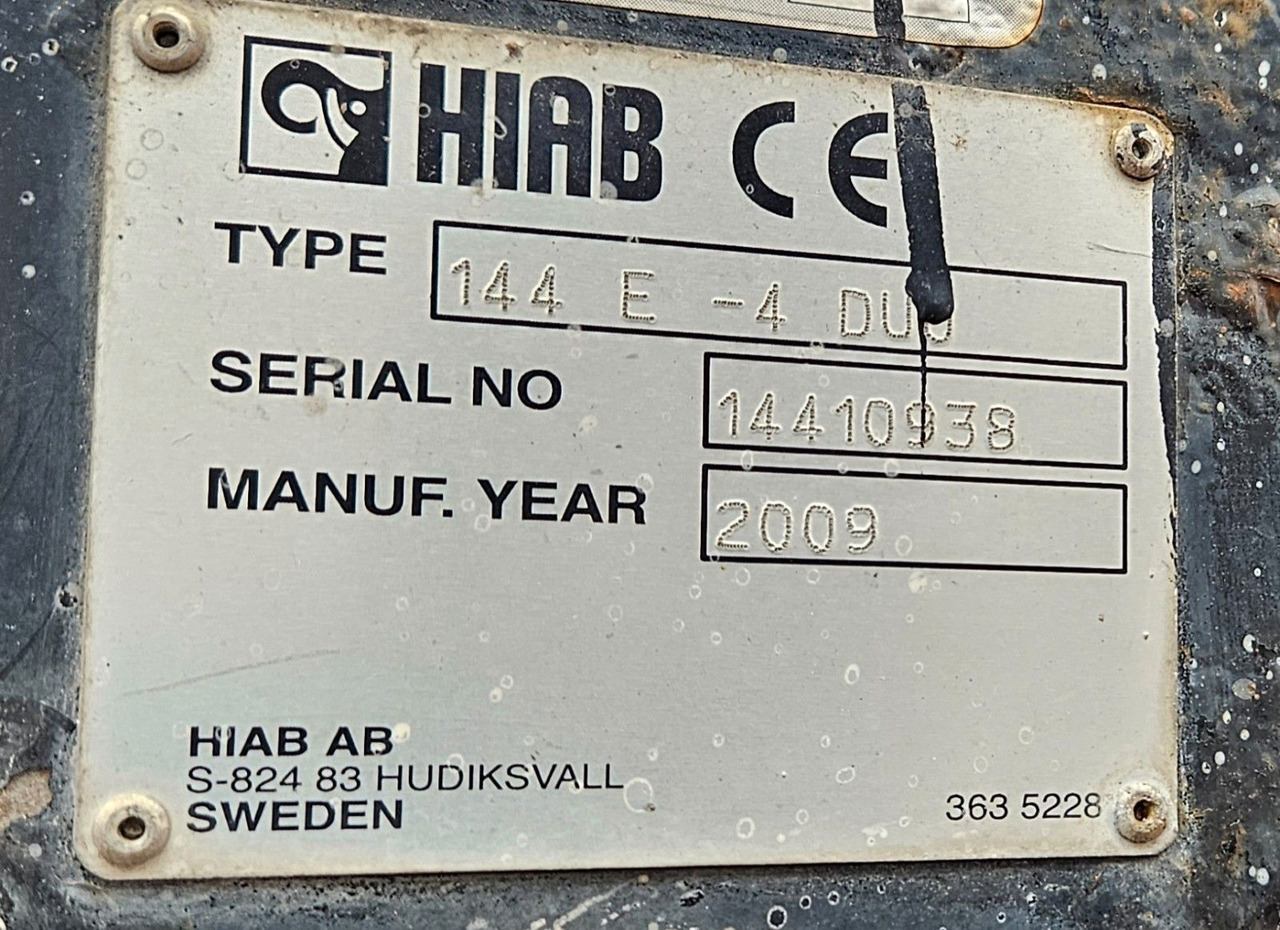 HIAB CE
TYPE 144 E -4 DUO
SERIAL NO 14410938
MANUF. YEAR 2009
HIAB AB
S-824 83 HUDIKSVALL
SWEDEN
363 5228